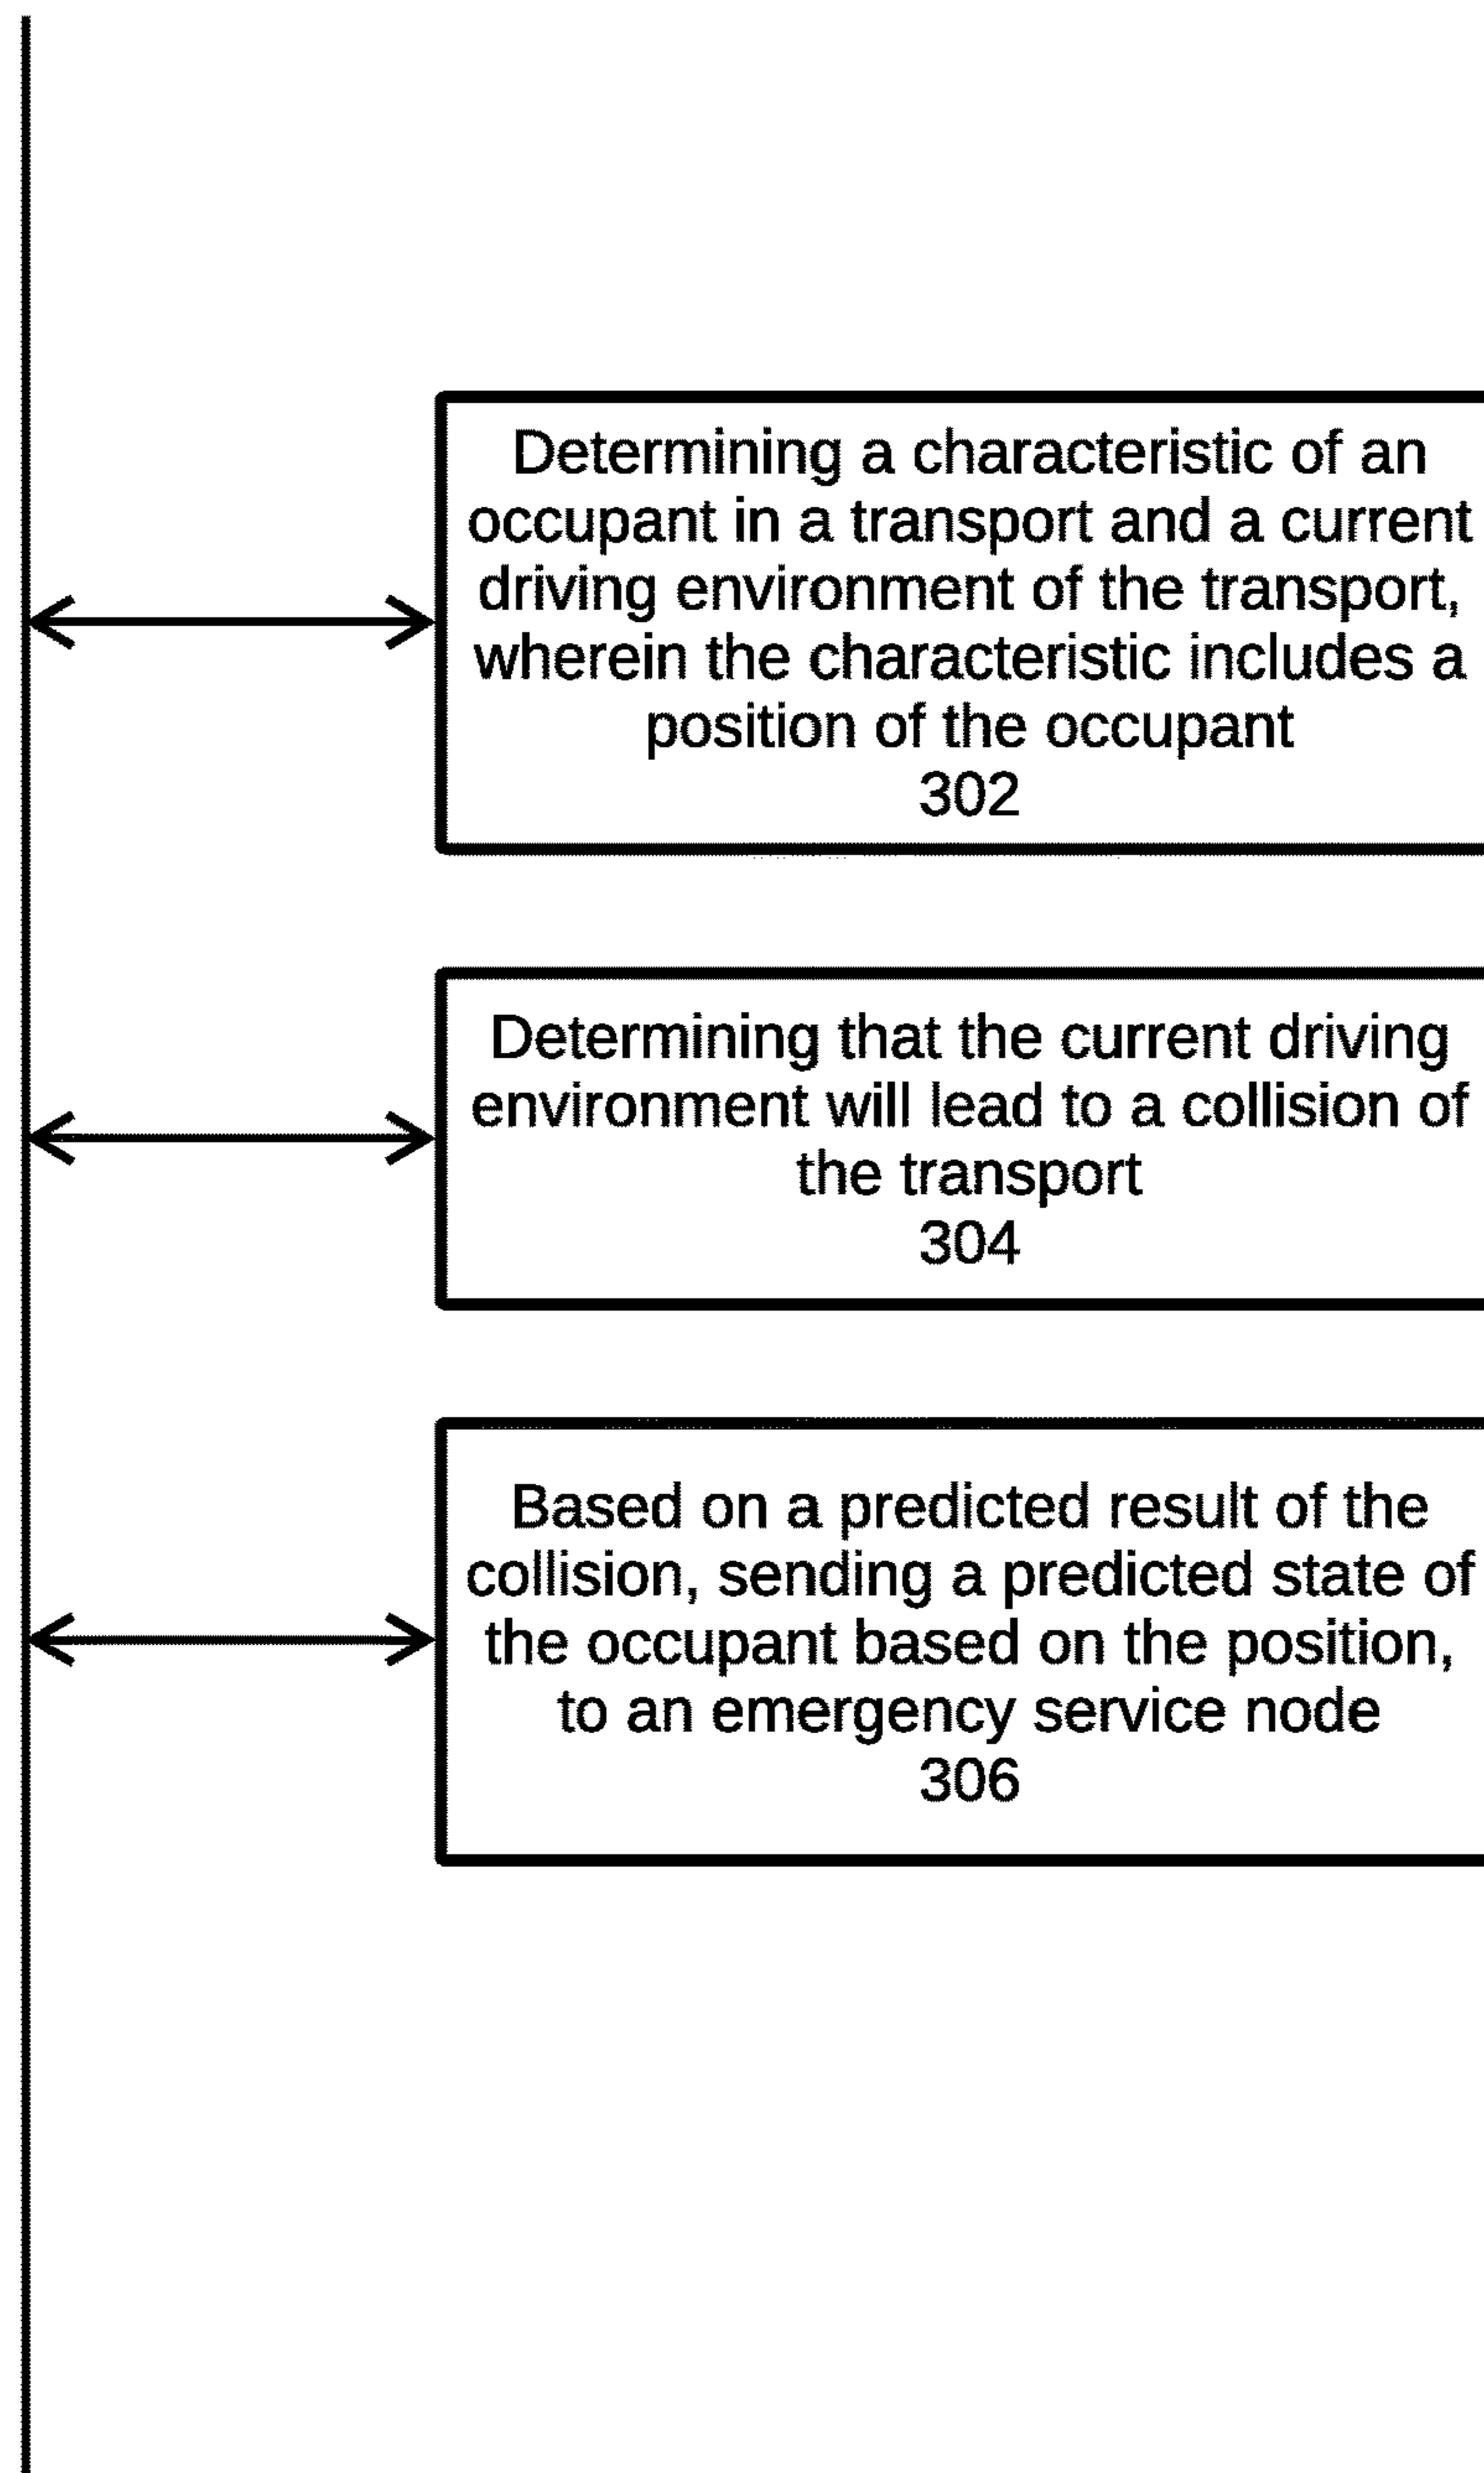 Determining a characteristic of an
occupant in a transport and a current
driving environment of the transport,
wherein the characteristic includes a
position of the occupant
302
Determining that the current driving
environment will lead to a collision of
the transport
304
Based on a predicted result of the
collision, sending a predicted state of
the occupant based on the position,
to an emergency service node
306